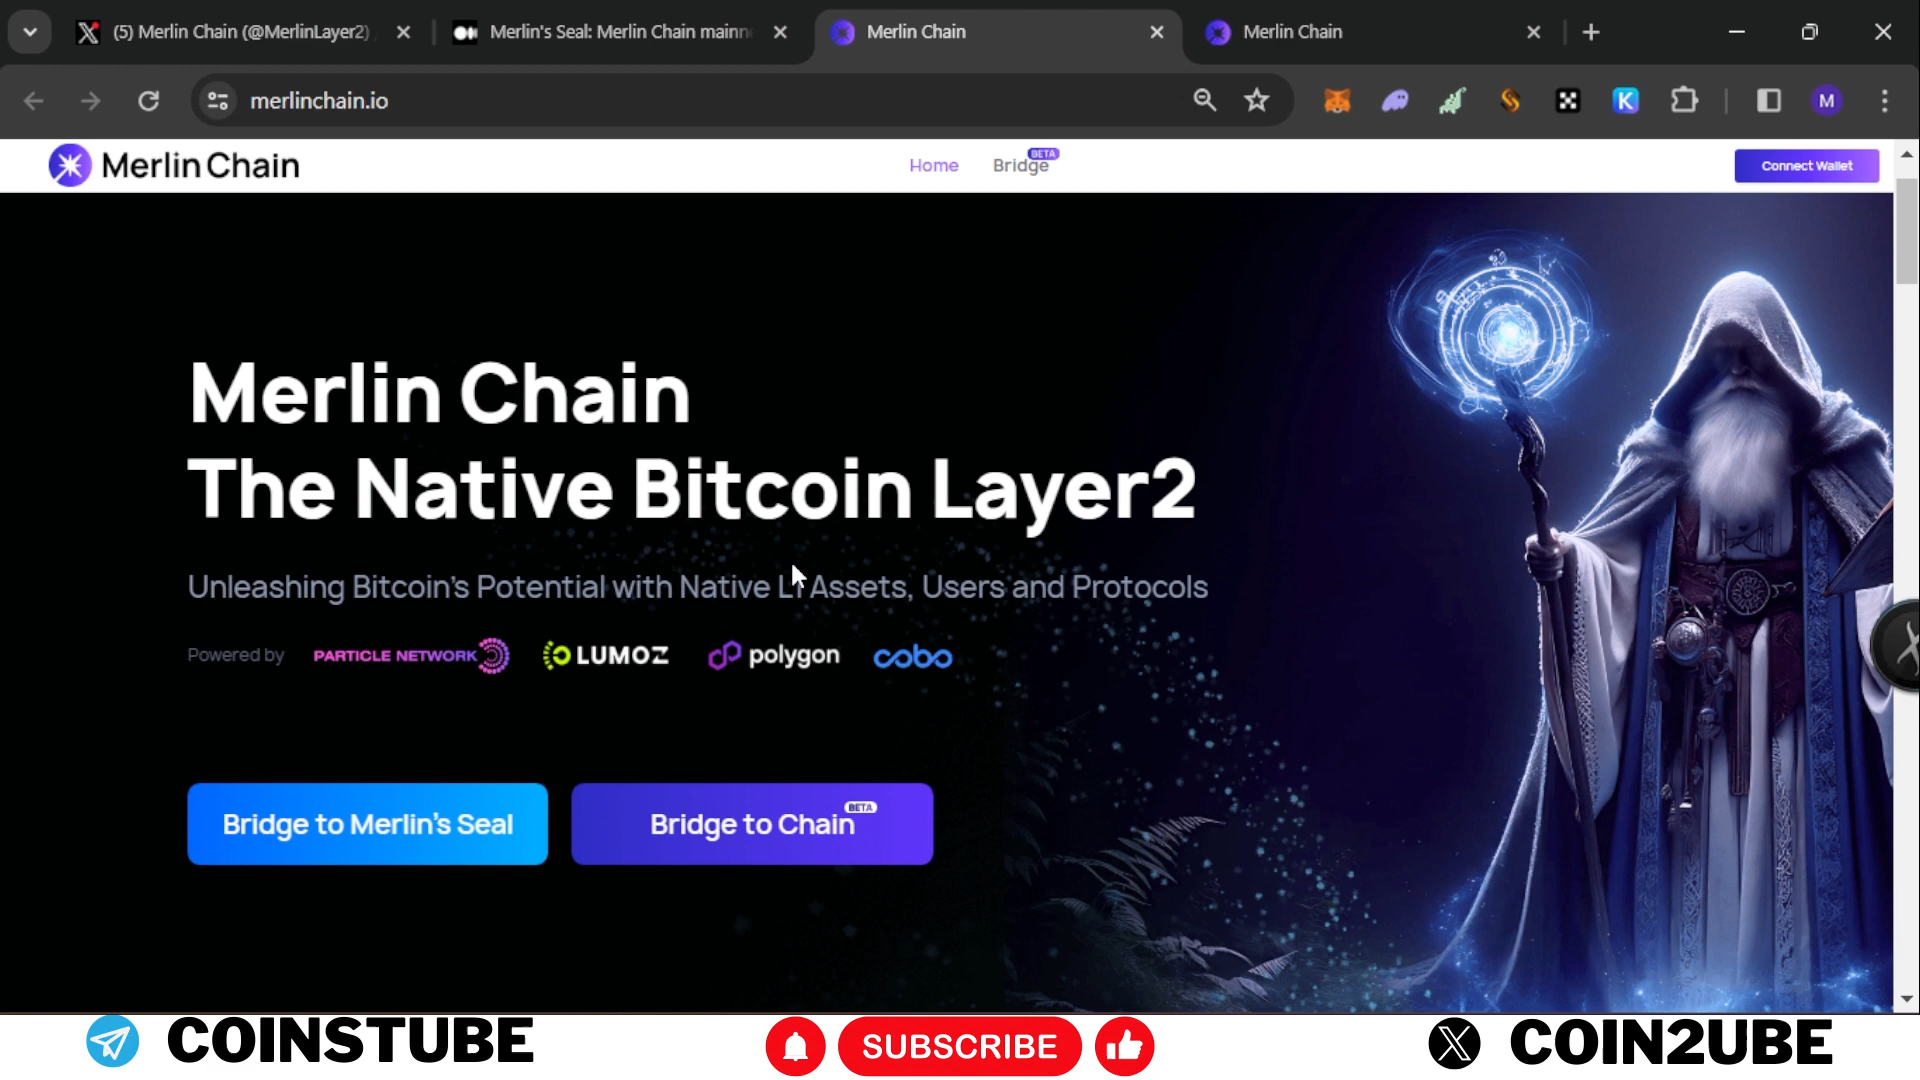 (5) Merlin Chain (@MerlinLayer2)
Merlin's Seal: Merlin Chain mainn
Merlin Chain
Merlin Chain
merlinchain.io
K
M
Merlin Chain
Home
Bridge
BETA
Connect Wallet
Merlin Chain
The Native Bitcoin Layer2
Unleashing Bitcoin's Potential with Native L1 Assets, Users and Protocols
Powered by
PARTICLE NETWORK
LUMOZ
polygon
cobo
Bridge to Merlin's Seal
Bridge to Chain
BETA
COINSTUBE
SUBSCRIBE
COIN2UBE